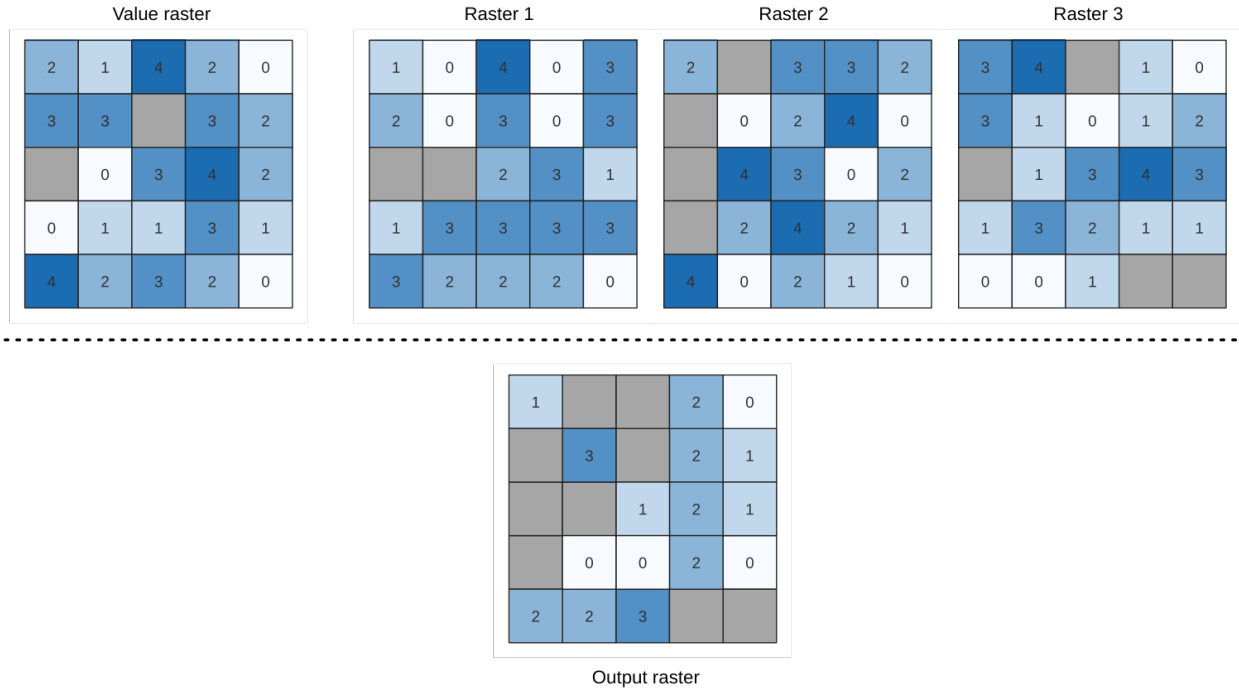 Value raster Raster 1 Raster 2 Raster 3
2 1 4 2 0 1 0 4 0 3 2 3 3 2 3 4 1 0
3 3 3 2 2 0 3 0 3 0 2 4 0 3 1 0 1 2
0 3 4 2 2 3 1 4 3 0 2 1 3 4 3
0 1 1 3 1 1 3 3 3 3 2 4 2 1 1 3 2 1 1
4 2 3 2 0 3 2 2 2 0 4 0 2 1 0 0 0 1
1 2 0
3 2 1
1 2 1
0 0 2 0
2 2 3
Output raster